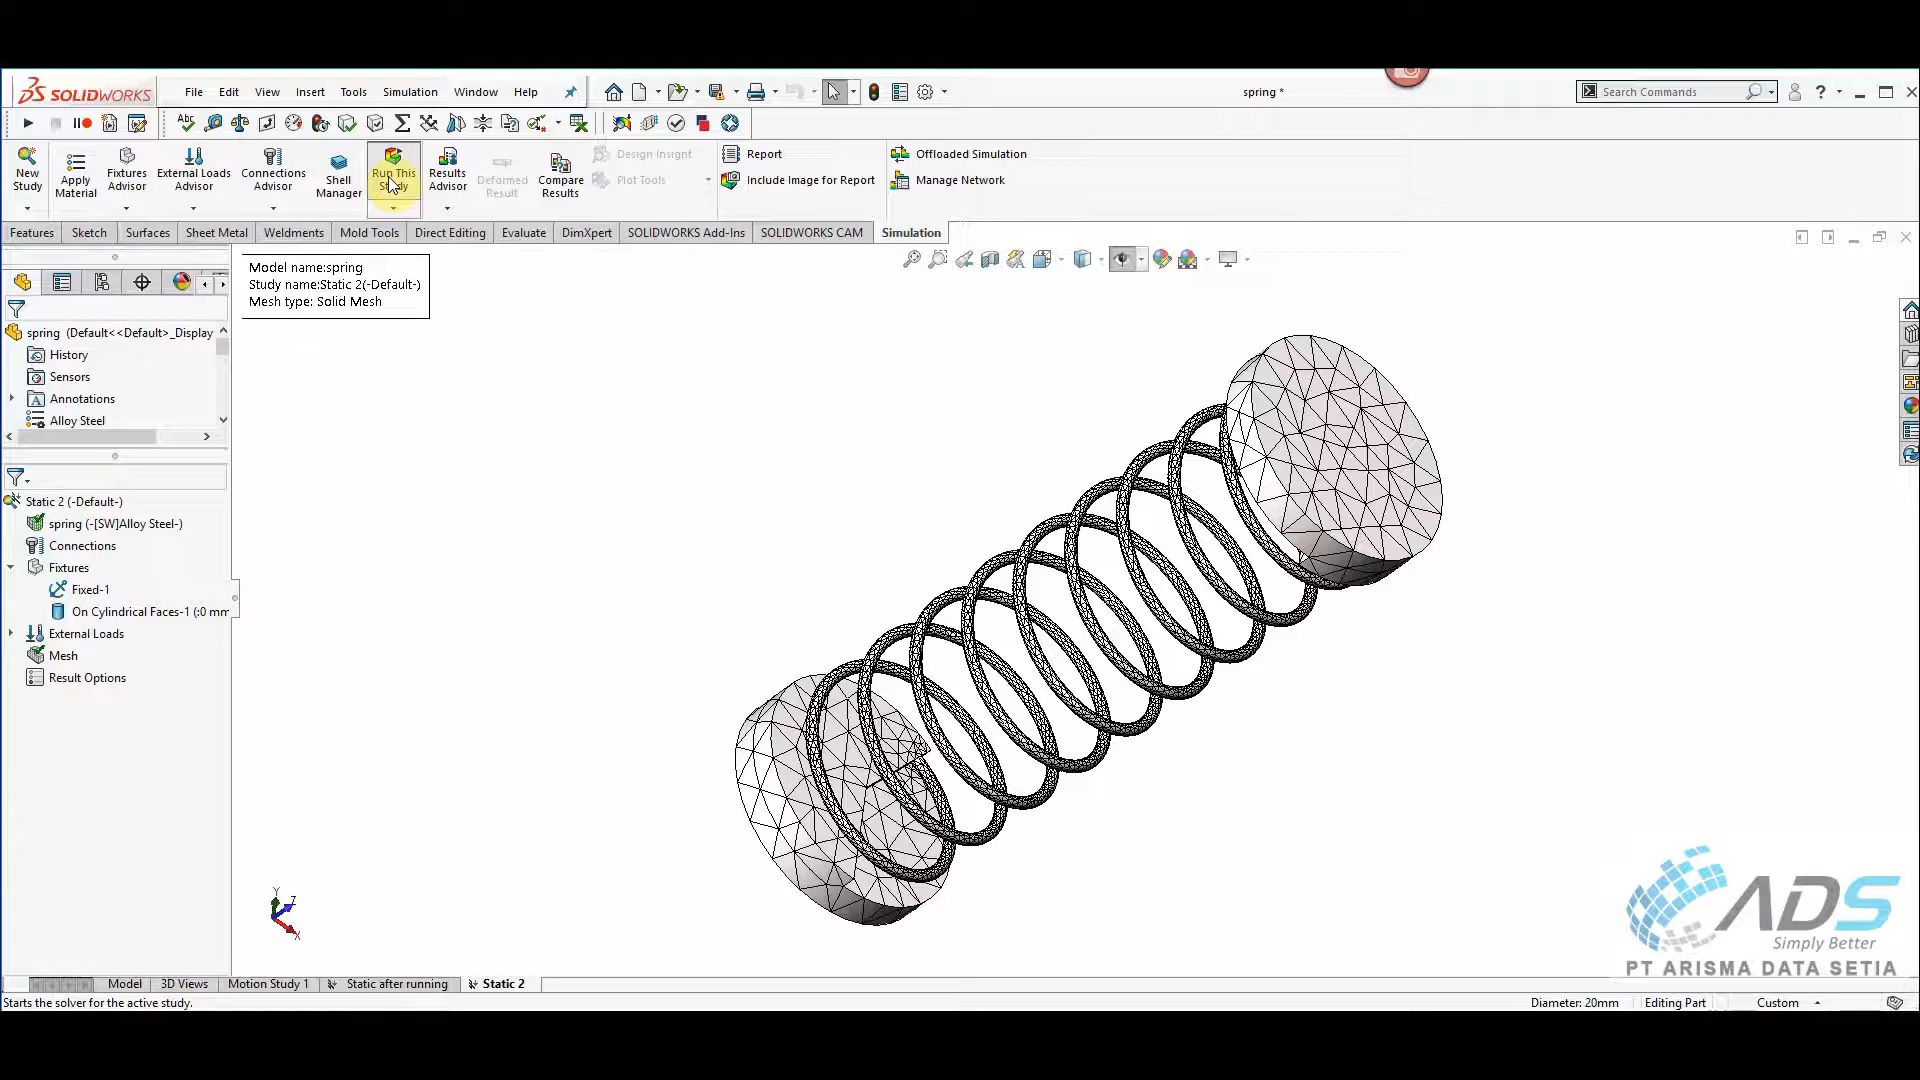 SOLIDWORKS
File Edit View Insert Tools Simulation Window Help
spring *
Search Commands
?
Abc
New Study
Apply Material
Fixtures Advisor
External Loads Advisor
Connections Advisor
Shell Manager
Run This Study
Results Advisor
Deformed Result
Compare Results
Design Insight
Plot Tools
Report
Include Image for Report
Offloaded Simulation
Manage Network
Features Sketch Surfaces Sheet Metal Weldments Mold Tools Direct Editing Evaluate DimXpert SOLIDWORKS Add-Ins SOLIDWORKS CAM Simulation
Model name:spring
Study name:Static 2(-Default-)
Mesh type: Solid Mesh
spring (Default<<Default>_Display
History
Sensors
A Annotations
Alloy Steel
Static 2 (-Default-)
spring (-[SW]Alloy Steel-)
Connections
Fixtures
Fixed-1
On Cylindrical Faces-1 (:0 mm
External Loads
Mesh
Result Options
Y
Z
X
ADS
Simply Better
PT ARISMA DATA SETIA
Model 3D Views Motion Study 1 Static after running Static 2
Starts the solver for the active study.
Diameter: 20mm Editing Part Custom